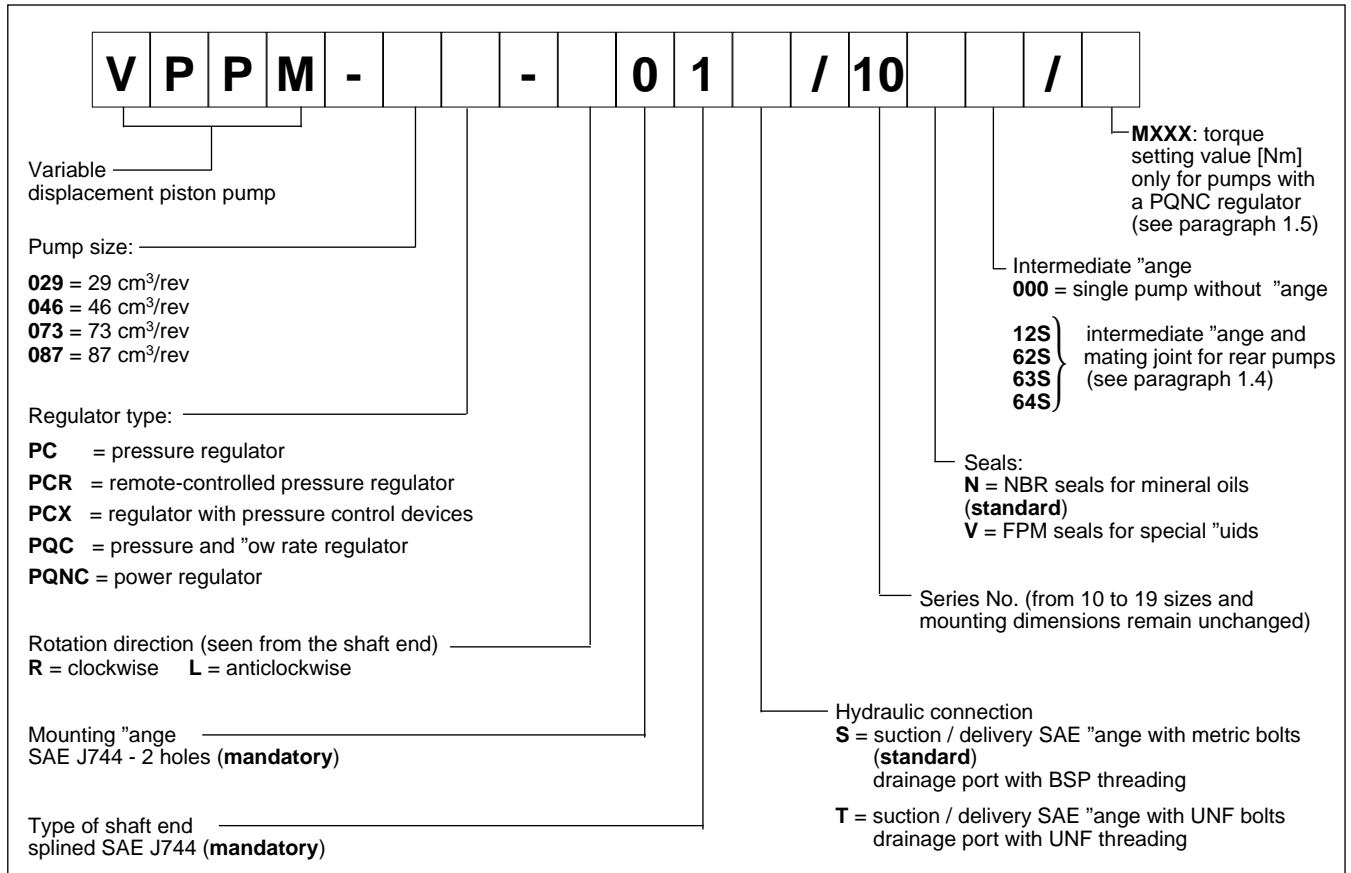 V P P M - - 0 1 / 10 /
Variable
displacement piston pump
Pump size:
029 = 29 cm³/rev
046 = 46 cm³/rev
073 = 73 cm³/rev
087 = 87 cm³/rev
Regulator type:
PC = pressure regulator
PCR = remote-controlled pressure regulator
PCX = regulator with pressure control devices
PQC = pressure and ”ow rate regulator
PQNC = power regulator
Rotation direction (seen from the shaft end)
R = clockwise L = anticlockwise
Mounting ”ange
SAE J744 - 2 holes (mandatory)
Type of shaft end
splined SAE J744 (mandatory)
MXXX: torque
setting value [Nm]
only for pumps with
a PQNC regulator
(see paragraph 1.5)
Intermediate ”ange
000 = single pump without ”ange
12S intermediate ”ange and
62S mating joint for rear pumps
63S (see paragraph 1.4)
64S
Seals:
N = NBR seals for mineral oils
(standard)
V = FPM seals for special ”uids
Series No. (from 10 to 19 sizes and
mounting dimensions remain unchanged)
Hydraulic connection
S = suction / delivery SAE ”ange with metric bolts
(standard)
drainage port with BSP threading
T = suction / delivery SAE ”ange with UNF bolts
drainage port with UNF threading